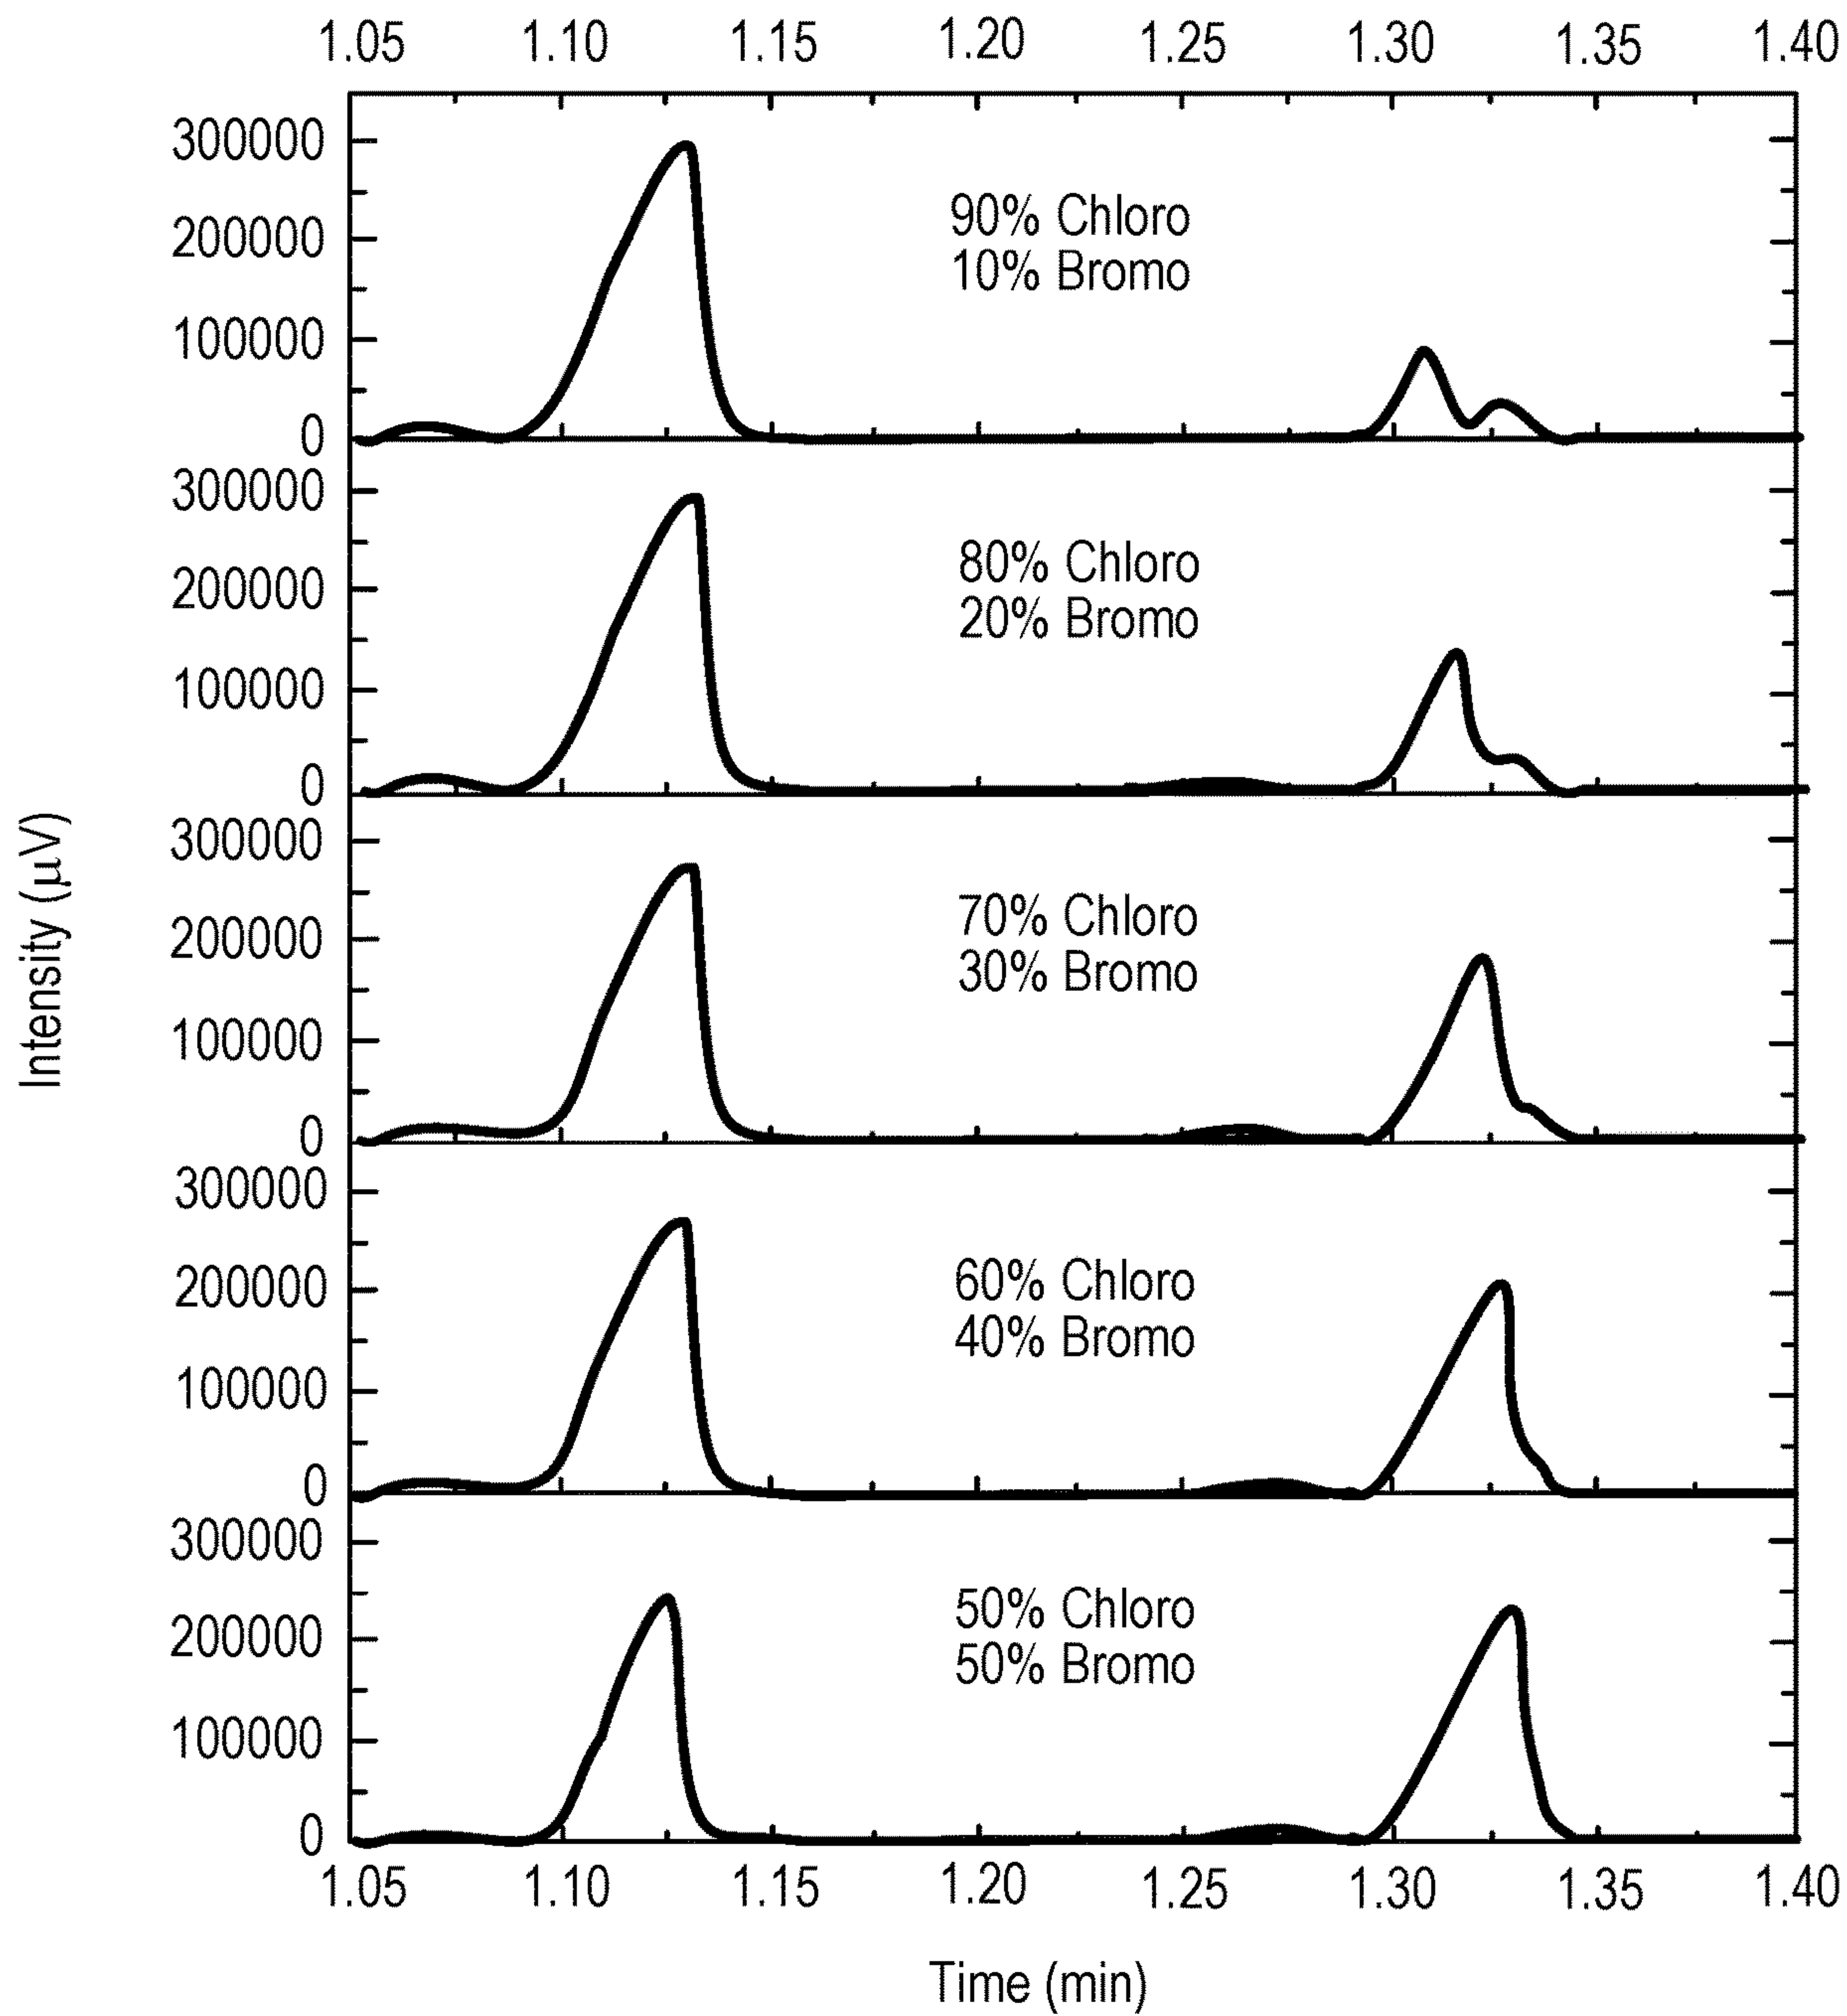 1.05 1.10 1.15 1.20 1.25 1.30 1.35 1.40
300000
200000
100000
0
90% Chloro
10% Bromo
300000
200000
100000
0
80% Chloro
20% Bromo
300000
200000
100000
0
70% Chloro
30% Bromo
300000
200000
100000
0
60% Chloro
40% Bromo
300000
200000
100000
0
50% Chloro
50% Bromo
Intensity (µV)
1.05 1.10 1.15 1.20 1.25 1.30 1.35 1.40
Time (min)